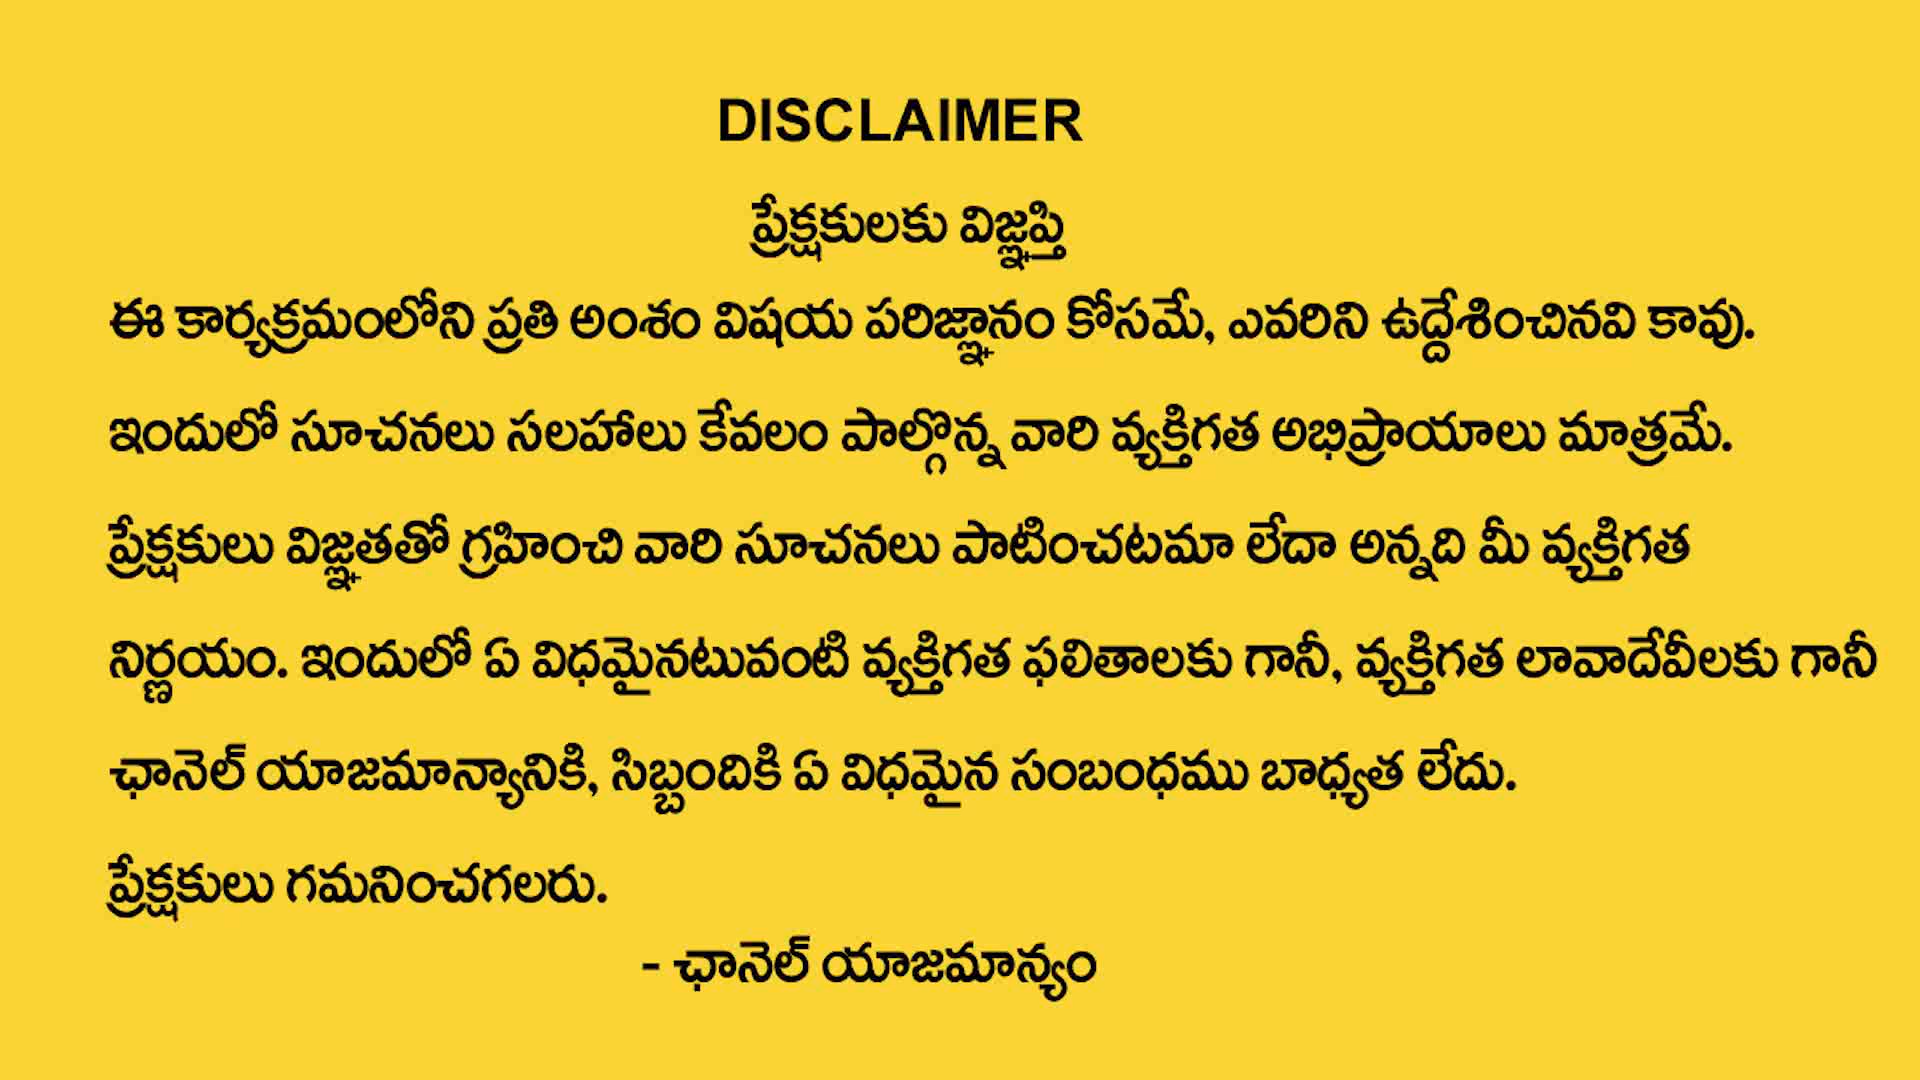 DISCLAIMER
ప్రేక్షకులకు విజ్ఞప్తి
ఈ కార్యక్రమంలోని ప్రతి అంశం విషయ పరిజ్ఞానం కోసమే, ఎవరిని ఉద్దేశించినవి కావు.
ఇందులో సూచనలు సలహాలు కేవలం పాల్గొన్న వారి వ్యక్తిగత అభిప్రాయాలు మాత్రమే.
ప్రేక్షకులు విజ్ఞతతో గ్రహించి వారి సూచనలు పాటించటమా లేదా అన్నది మీ వ్యక్తిగత
నిర్ణయం. ఇందులో ఏ విధమైనటువంటి వ్యక్తిగత ఫలితాలకు గానీ, వ్యక్తిగత లావాదేవీలకు గానీ
ఛానెల్ యాజమాన్యానికి, సిబ్బందికి ఏ విధమైన సంబంధము బాధ్యత లేదు.
ప్రేక్షకులు గమనించగలరు.
- ఛానెల్ యాజమాన్యం